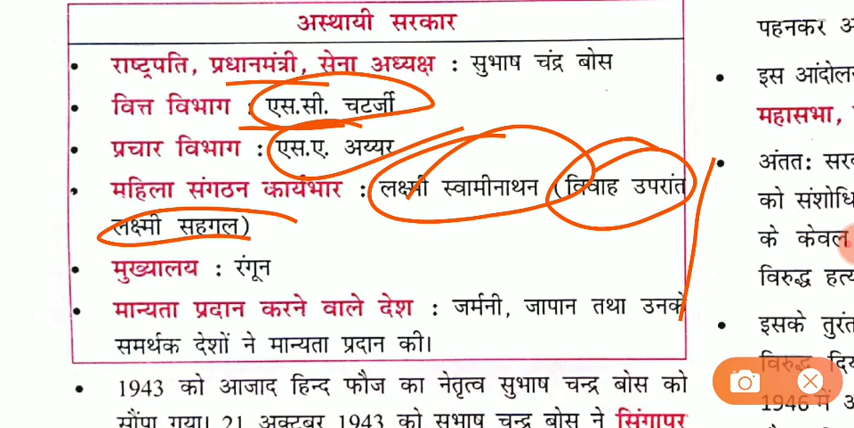 अस्थायी सरकार
• राष्ट्रपति, प्रधानमंत्री, सेना अध्यक्ष : सुभाष चंद्र बोस
• वित्त विभाग : एस.सी. चटर्जी
• प्रचार विभाग : एस.ए. अय्यर
• महिला संगठन कार्यभार : लक्ष्मी स्वामीनाथन (विवाह उपरांत
लक्ष्मी सहगल)
• मुख्यालय : रंगून
• मान्यता प्रदान करने वाले देश : जर्मनी, जापान तथा उनके
समर्थक देशों ने मान्यता प्रदान की।
• 1943 को आजाद हिन्द फौज का नेतृत्व सुभाष चन्द्र बोस को
सौंपा गया। 21 अक्टूबर 1943 को सुभाष चन्द्र बोस ने सिंगापुर
पहनकर
• इस
महासभा,
• अंतत:
को
के केवल
विरुद्ध
• इसके
विरुद्ध
1946 में